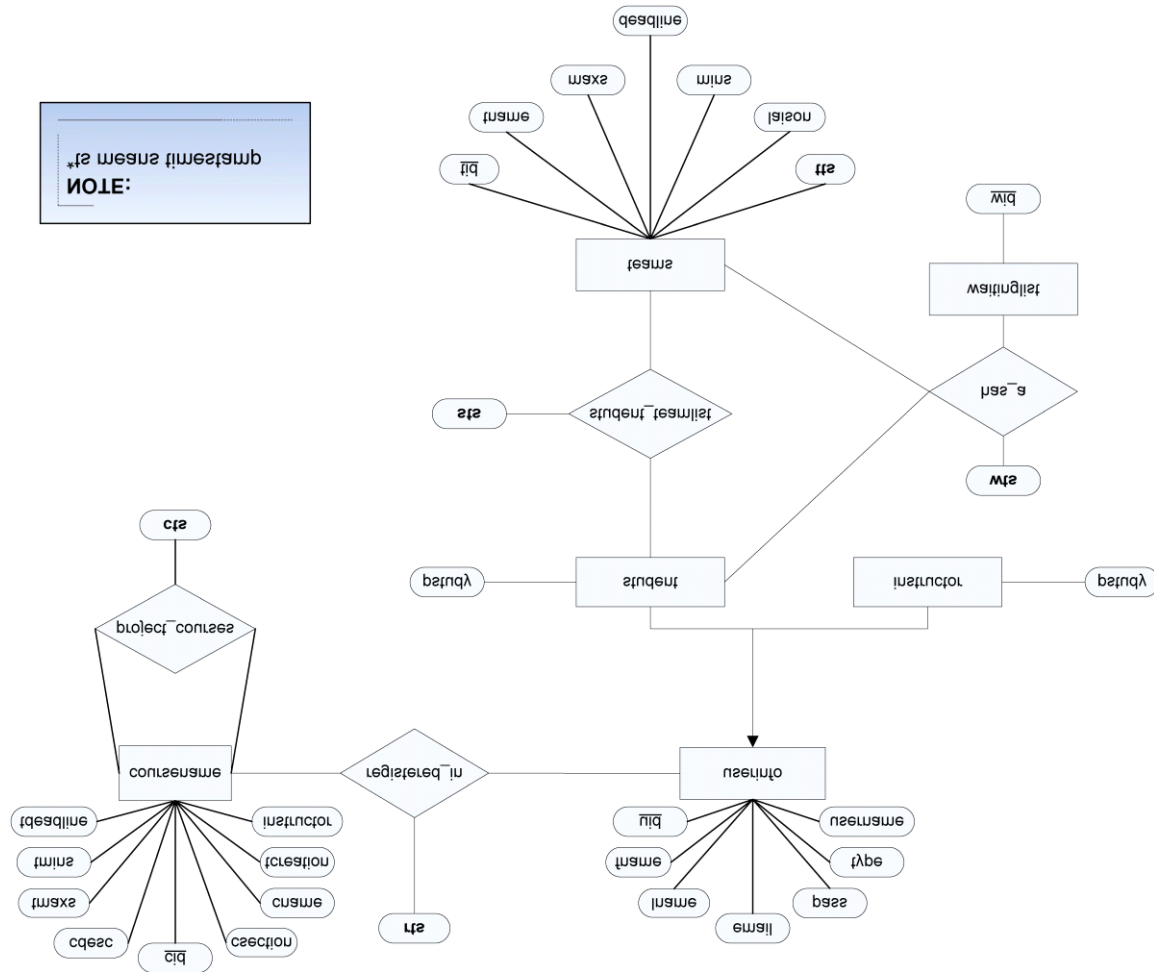 cid
cdesc
csection
email
rts
tmaxs
cname
lname
pass
tmins
tcreation
fname
type
tdeadline
instructor
uid
username
coursename
registered_in
userinfo
project_courses
pstudy
student
instructor
pstudy
cts
wts
sts
student_teamlist
has_a
waitinglist
teams
wid
NOTE:
*ts means timestamp
tid
tts
tname
laison
maxs
mins
deadline